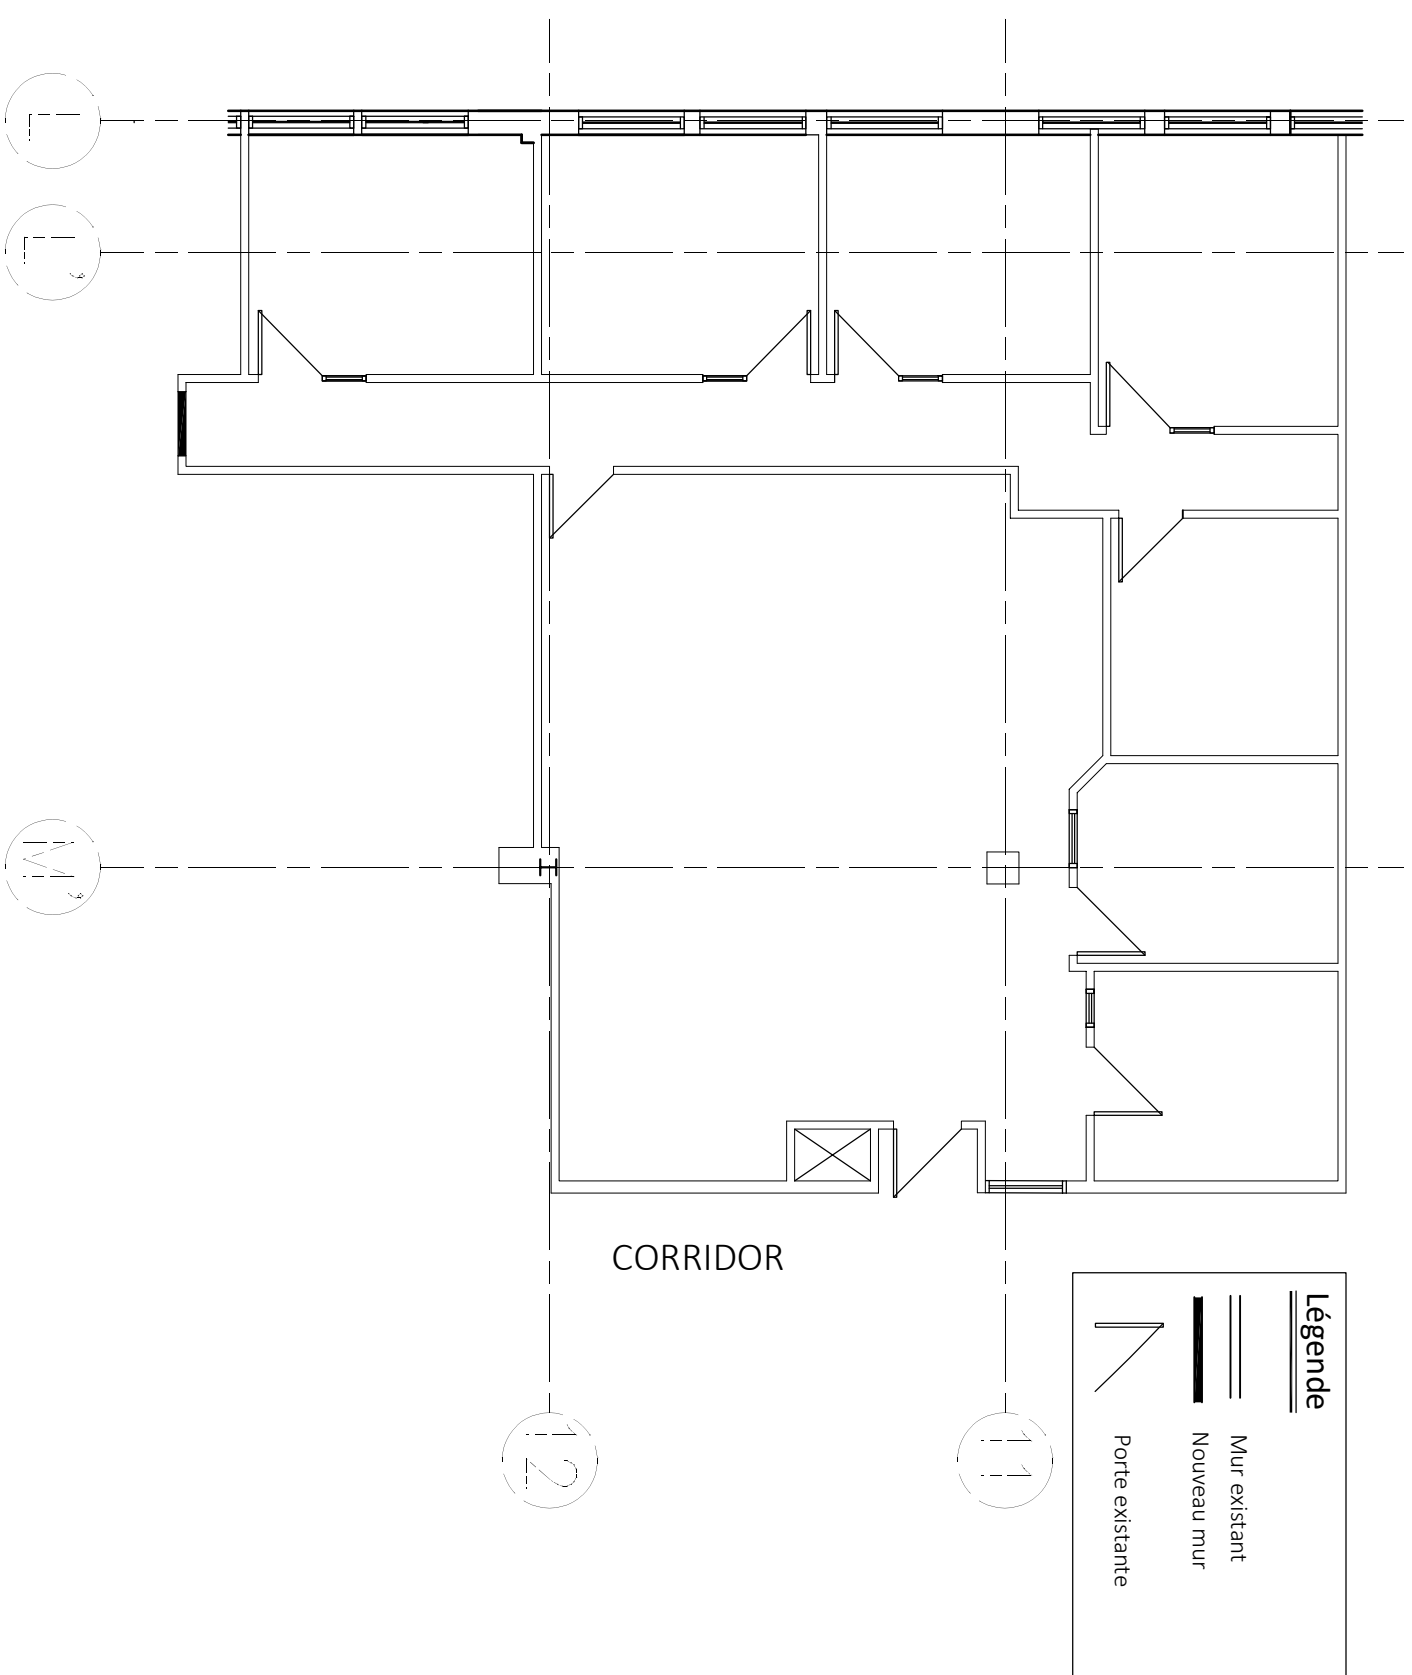 L
L'
M'
CORRIDOR
12
11
Légende
Mur existant
Nouveau mur
Porte existante